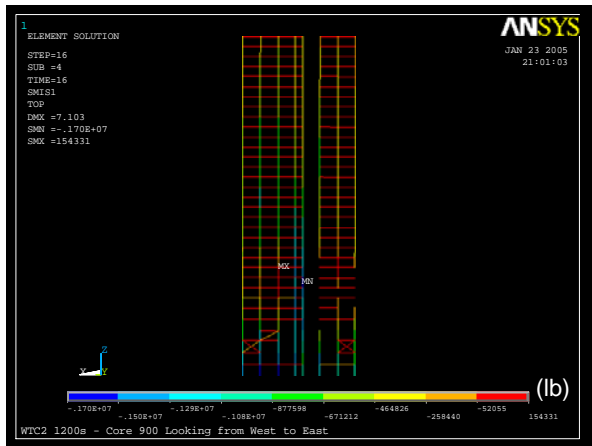 1
ANSYS
ELEMENT SOLUTION
JAN 23 2005
21:01:03
STEP=16
SUB =4
TIME=16
SMIS1
TOP
DMX =7.103
SMN =-.170E+07
SMX =154331
MX
MN
Z
X Y
(lb)
-.170E+07 -.129E+07 -877598 -464826 -52055
-.150E+07 -.108E+07 -671212 -258440 154331
WTC2 1200s - Core 900 Looking from West to East